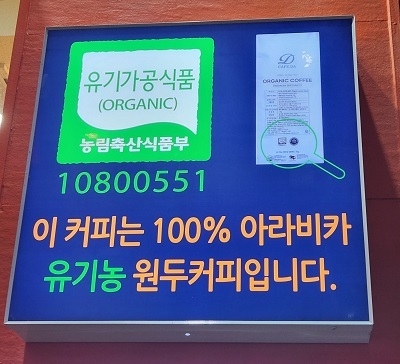 유기가공식품
(ORGANIC)
농림축산식품부
10800551
ORGANIC COFFEE
이 커피는 100% 아라비카
유기농 원두커피입니다.